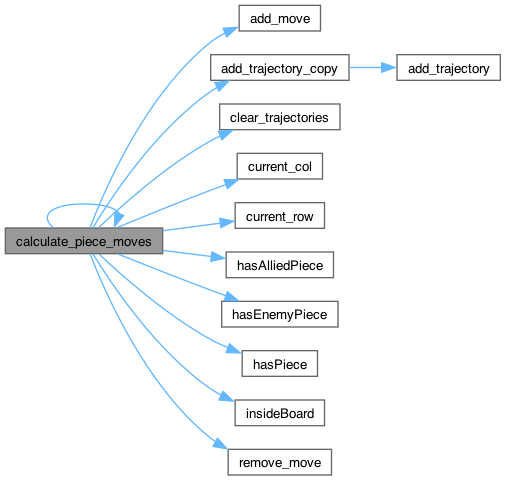 add_move
add_trajectory_copy
add_trajectory
clear_trajectories
current_col
calculate_piece_moves
current_row
hasAlliedPiece
hasEnemyPiece
hasPiece
insideBoard
remove_move